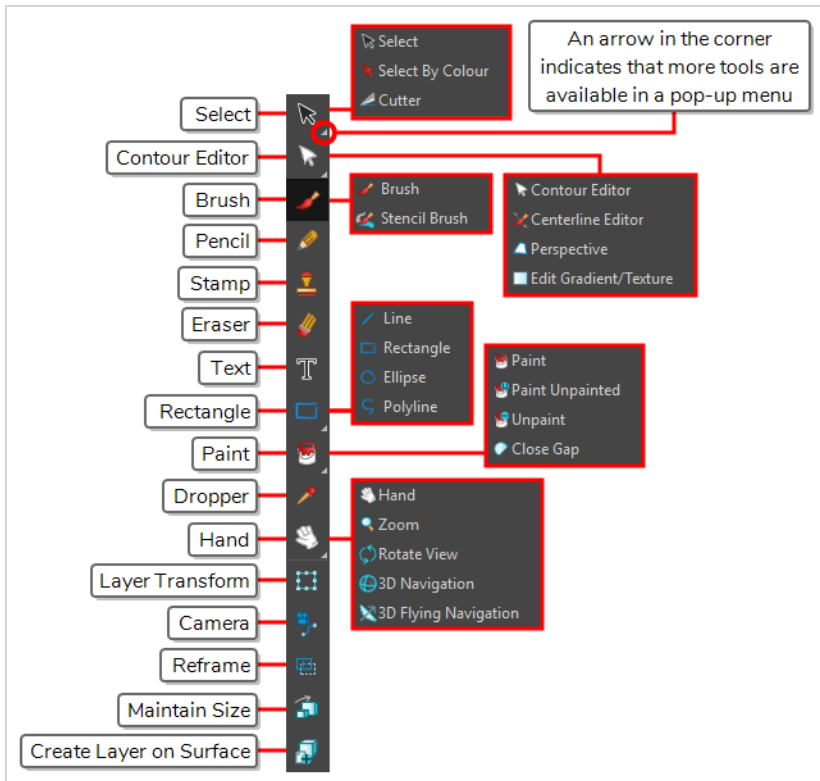 Select
Select By Colour
Cutter
An arrow in the corner
indicates that more tools are
available in a pop-up menu
Select
Contour Editor
Brush
Pencil
Stamp
Eraser
Text
Rectangle
Paint
Dropper
Hand
Layer Transform
Camera
Reframe
Maintain Size
Create Layer on Surface
Brush
Stencil Brush
Contour Editor
Centerline Editor
Perspective
Edit Gradient/Texture
Line
Rectangle
Ellipse
Polyline
Paint
Paint Unpainted
Unpaint
Close Gap
Hand
Zoom
Rotate View
3D Navigation
3D Flying Navigation